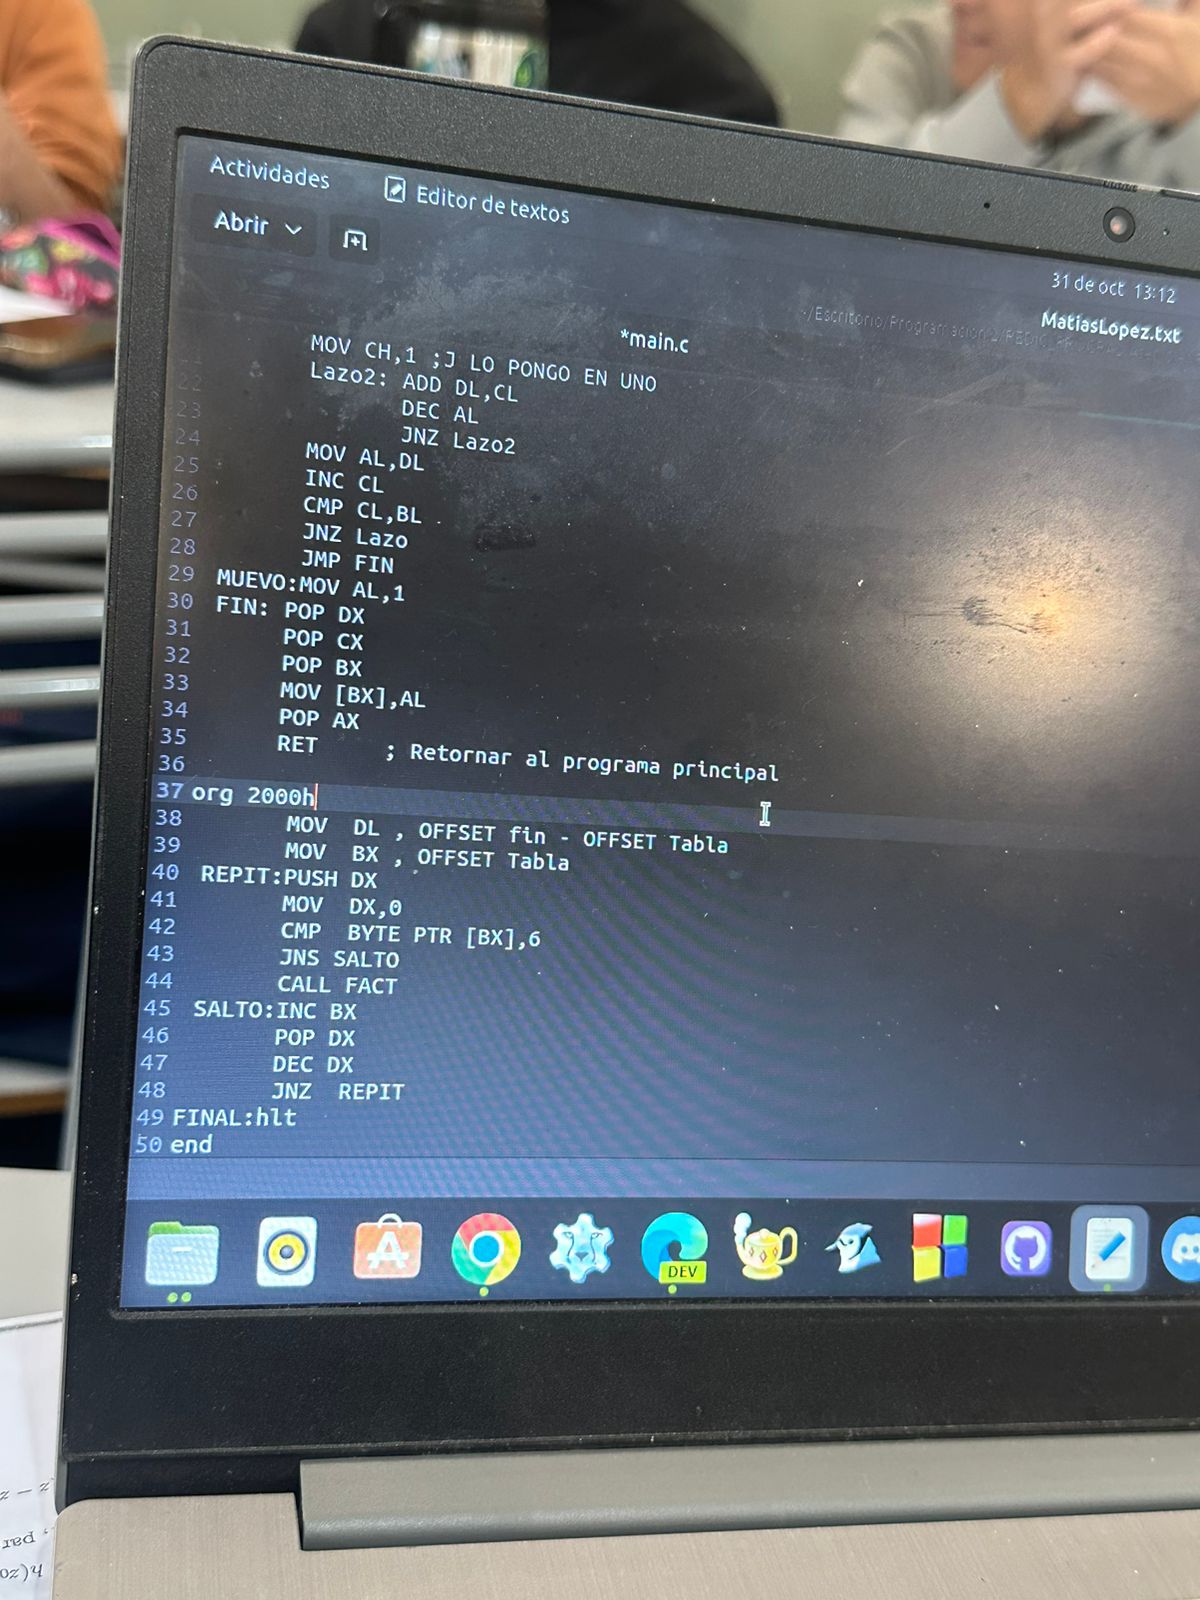 Actividades
Editor de textos
31 de oct 13:12
Abrir
*main.c
MatiasLopez.txt
MOV CH,1 ;J LO PONGO EN UNO
22 Lazo2: ADD DL,CL
23 DEC AL
24 JNZ Lazo2
25 MOV AL,DL
26 INC CL
27 CMP CL,BL
28 JNZ Lazo
JMP FIN
29 MUEVO:MOV AL,1
30 FIN: POP DX
31 POP CX
32 POP BX
33 MOV [BX],AL
34 POP AX
35 RET ; Retornar al programa principal
36
37 org 2000h
38 MOV DL , OFFSET fin - OFFSET Tabla
39 MOV BX , OFFSET Tabla
40 REPIT:PUSH DX
41 MOV DX,0
42 CMP BYTE PTR [BX],6
43 JNS SALTO
44 CALL FACT
45 SALTO:INC BX
46 POP DX
47 DEC DX
48 JNZ REPIT
49 FINAL:hlt
50 end
DEV